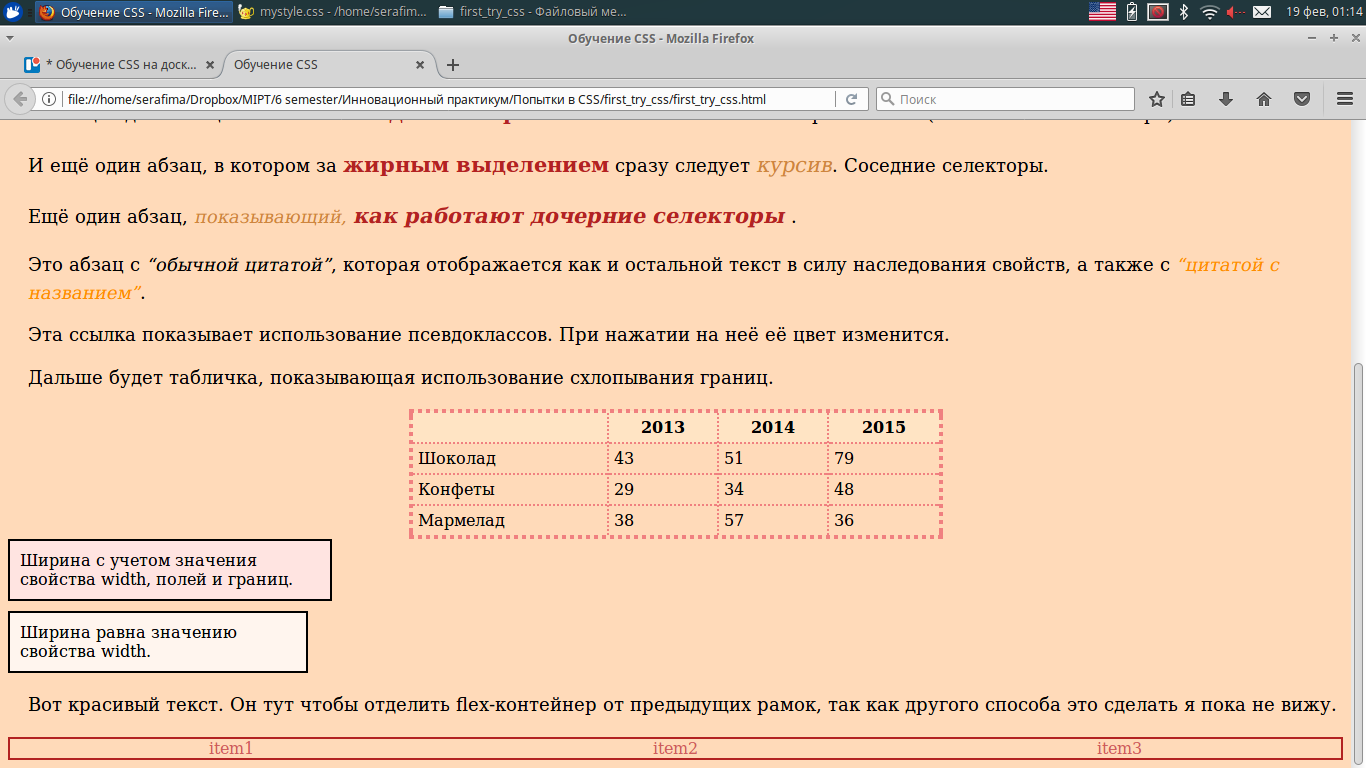 Обучение CSS - Mozilla Fire... mystyle.css - /home/serafim... first_try_css - Файловый ме... 19 фев, 01:14
Обучение CSS - Mozilla Firefox
* Обучение CSS на доск... Обучение CSS
file:///home/serafima/Dropbox/MIPT/6 semester/Инновационный практикум/Попытки в CSS/first_try_css/first_try_css.html Поиск
И ещё один абзац, в котором за жирным выделением сразу следует курсив. Соседние селекторы.
Ещё один абзац, показывающий, как работают дочерние селекторы .
Это абзац с “обычной цитатой”, которая отображается как и остальной текст в силу наследования свойств, а также с “цитатой с
названием”.
Эта ссылка показывает использование псевдоклассов. При нажатии на неё её цвет изменится.
Дальше будет табличка, показывающая использование схлопывания границ.
2013 2014 2015
Шоколад 43 51 79
Конфеты 29 34 48
Мармелад 38 57 36
Ширина с учетом значения
свойства width, полей и границ.
Ширина равна значению
свойства width.
Вот красивый текст. Он тут чтобы отделить flex-контейнер от предыдущих рамок, так как другого способа это сделать я пока не вижу.
item1 item2 item3